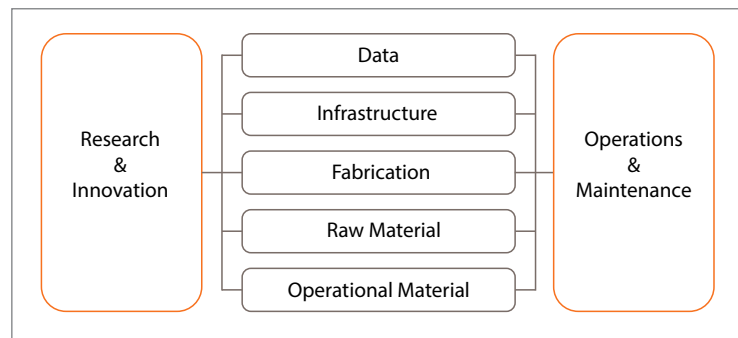 Research
&
Innovation
Data
Infrastructure
Fabrication
Raw Material
Operational Material
Operations
&
Maintenance